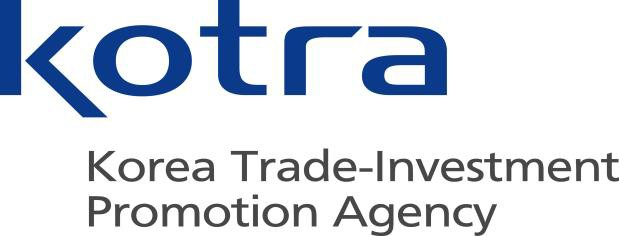 kotra
Korea Trade-Investment
Promotion Agency